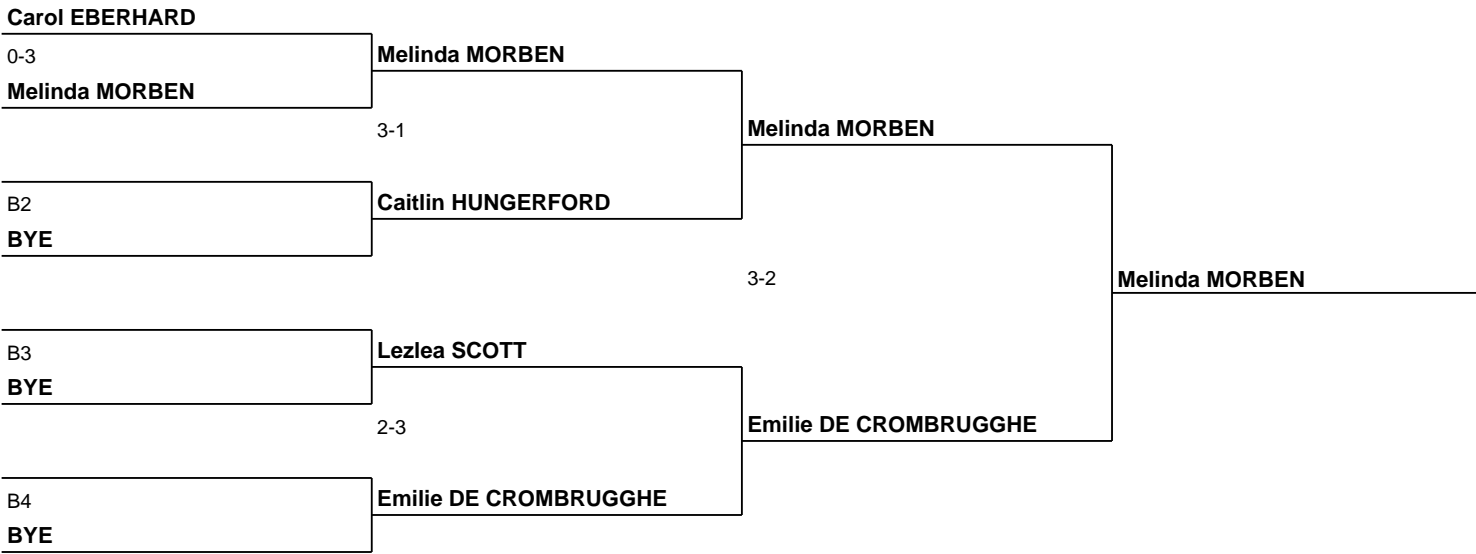 Carol EBERHARD
0-3
Melinda MORBEN
Melinda MORBEN
3-1
Melinda MORBEN
B2
BYE
Caitlin HUNGERFORD
3-2
Melinda MORBEN
B3
BYE
Lezlea SCOTT
2-3
Emilie DE CROMBRUGGHE
B4
BYE
Emilie DE CROMBRUGGHE